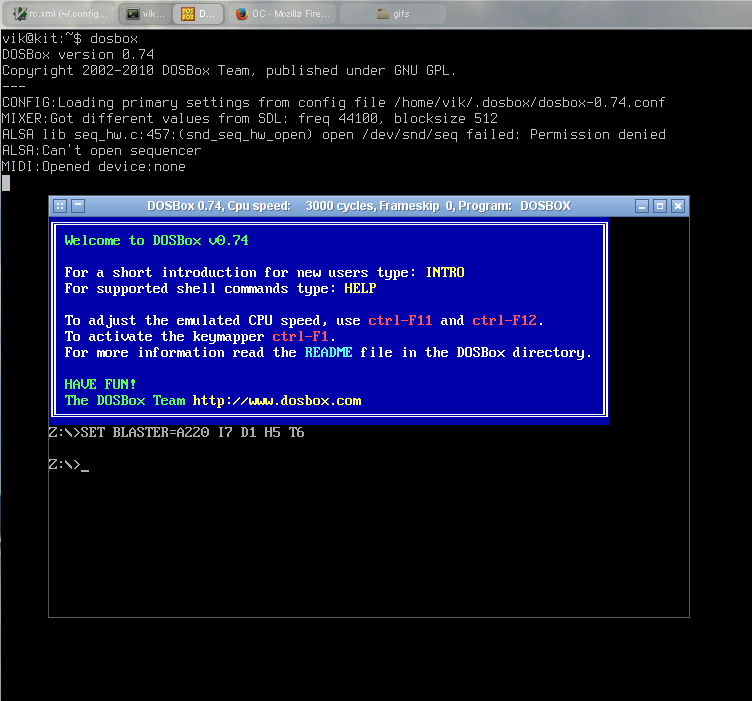 ro.xml (~/.config...
vik...
D...
OC - Mozilla Fire...
gifs
vik@kit:~$ dosbox
DOSBox version 0.74
Copyright 2002-2010 DOSBox Team, published under GNU GPL.
---
CONFIG:Loading primary settings from config file /home/vik/.dosbox/dosbox-0.74.conf
MIXER:Got different values from SDL: freq 44100, blocksize 512
ALSA lib seq_hw.c:457:(snd_seq_hw_open) open /dev/snd/seq failed: Permission denied
ALSA:Can't open sequencer
MIDI:Opened device:none
DOSBox 0.74, Cpu speed:    3000 cycles, Frameskip  0, Program:   DOSBOX
Welcome to DOSBox v0.74
For a short introduction for new users type: INTRO
For supported shell commands type: HELP
To adjust the emulated CPU speed, use ctrl-F11 and ctrl-F12.
To activate the keymapper ctrl-F1.
For more information read the README file in the DOSBox directory.
HAVE FUN!
The DOSBox Team http://www.dosbox.com
Z:\>SET BLASTER=A220 I7 D1 H5 T6
Z:\>_